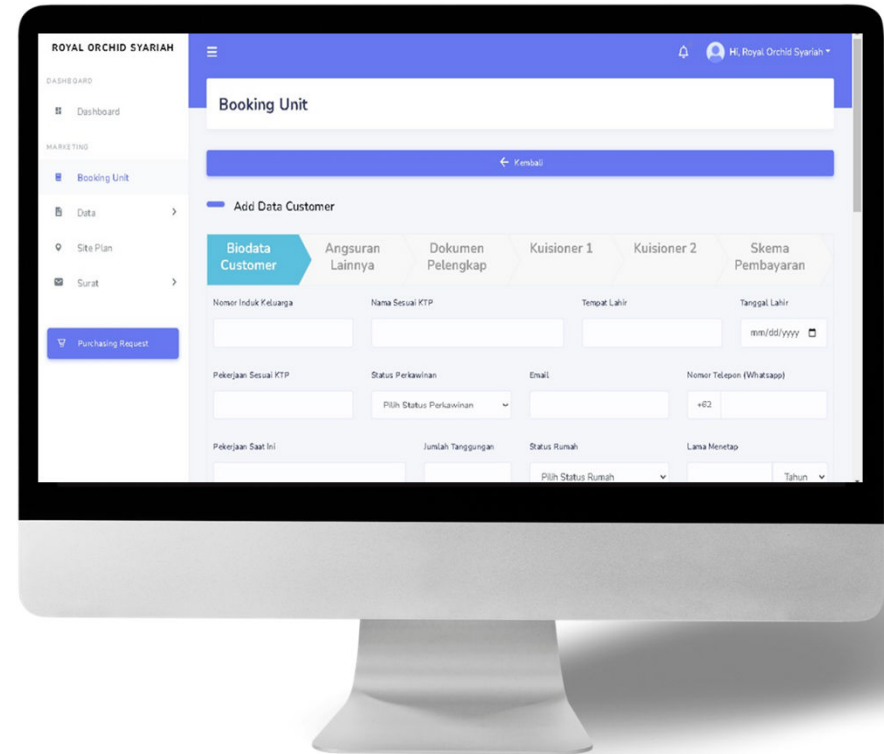 ROYAL ORCHID SYARIAH
Hi, Royal Orchid Syariah
DASHBOARD
Dashboard
MARKETING
Booking Unit
Data
Site Plan
Surat
Purchasing Request
Booking Unit
Kembali
Add Data Customer
Biodata
Customer
Angsuran
Lainnya
Dokumen
Pelengkap
Kuisioner 1
Kuisioner 2
Skema
Pembayaran
Nomor Induk Keluarga
Nama Sesuai KTP
Tempat Lahir
Tanggal Lahir
mm/dd/yyyy
Pekerjaan Sesuai KTP
Status Perkawinan
Email
Nomor Telepon (Whatsapp)
Pilih Status Perkawinan
+62
Pekerjaan Saat Ini
Jumlah Tanggungan
Status Rumah
Lama Menetap
Pilih Status Rumah
Tahun